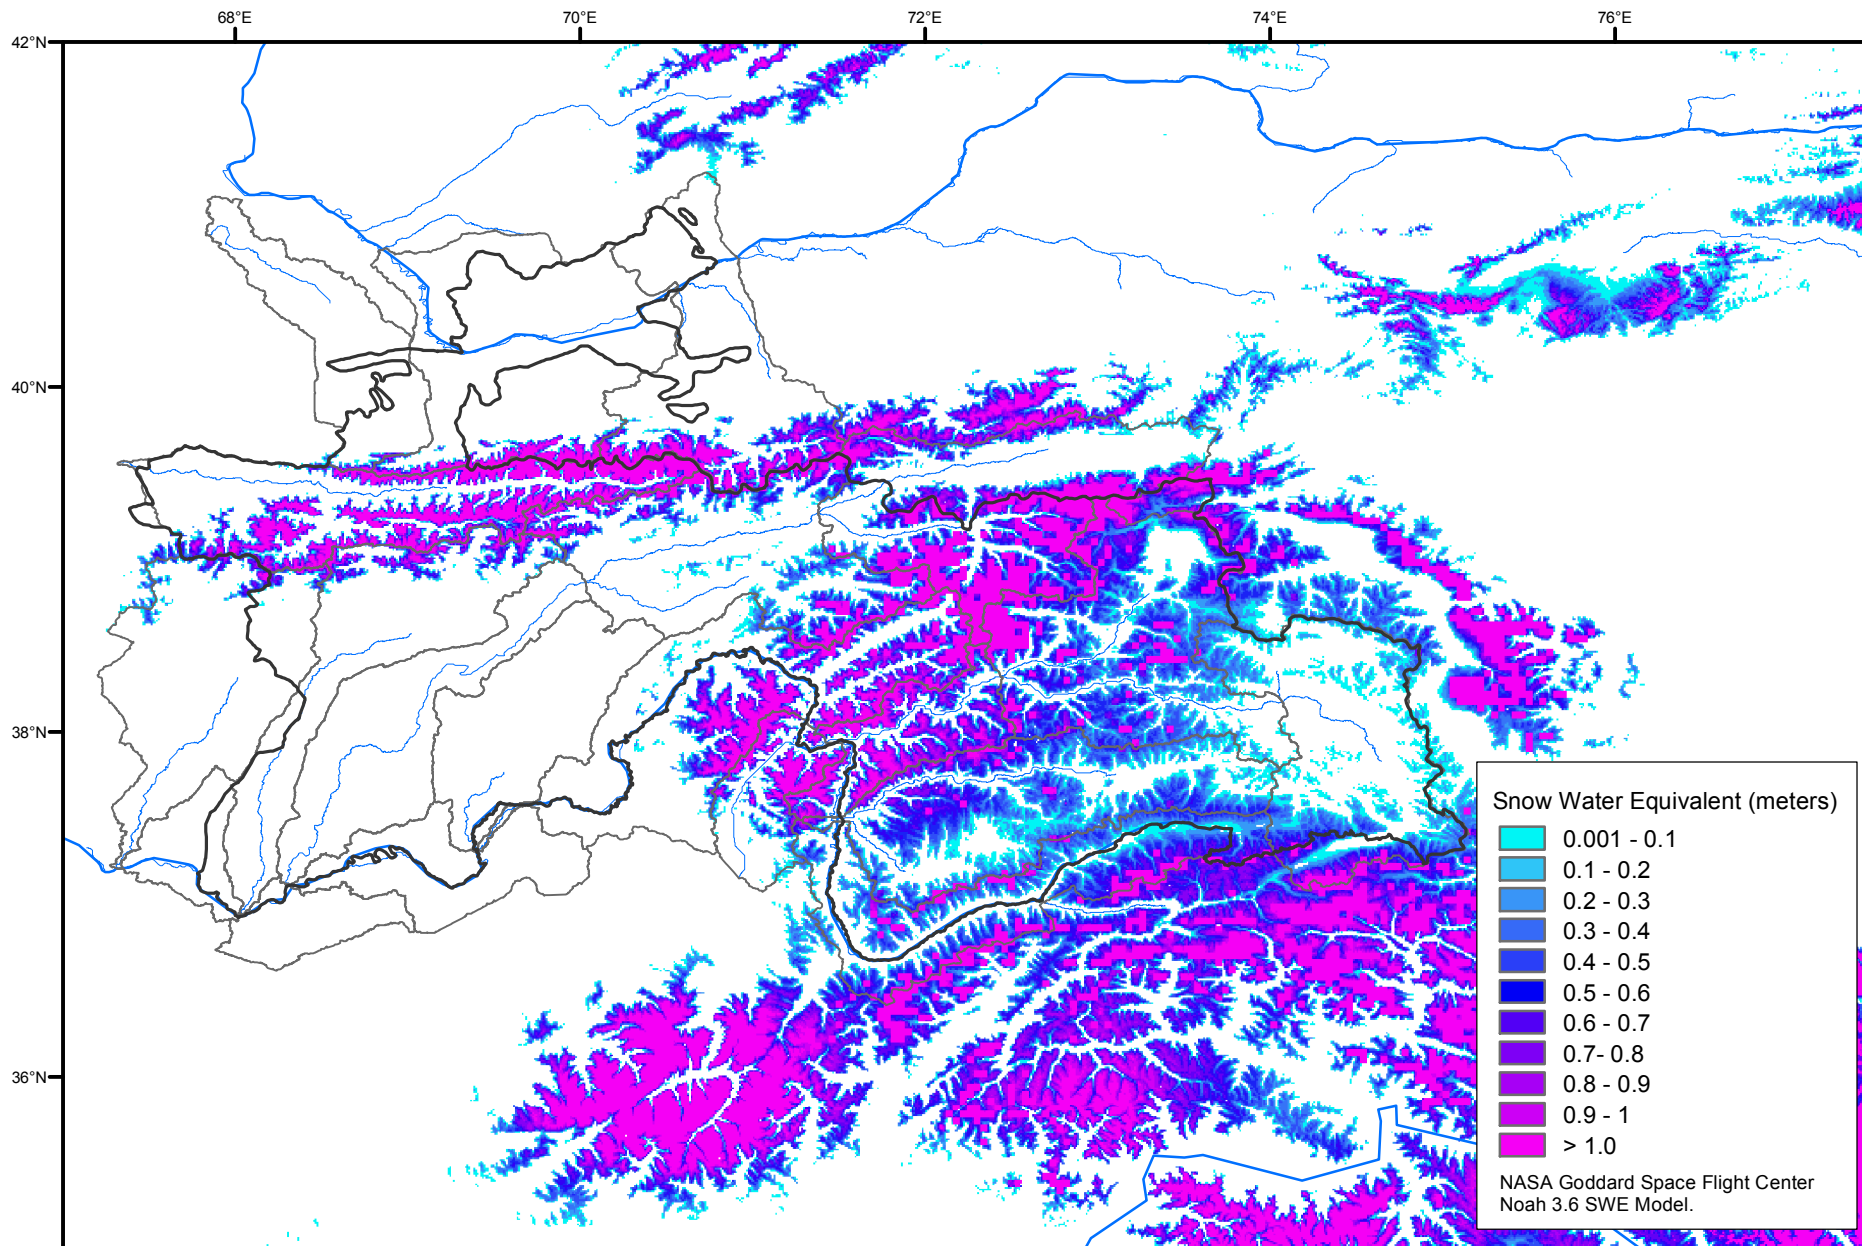 68°E
70°E
72°E
74°E
76°E
42°N
40°N
38°N
36°N
Snow Water Equivalent (meters)
0.001 - 0.1
0.1 - 0.2
0.2 - 0.3
0.3 - 0.4
0.4 - 0.5
0.5 - 0.6
0.6 - 0.7
0.7- 0.8
0.8 - 0.9
0.9 - 1
> 1.0
NASA Goddard Space Flight Center
Noah 3.6 SWE Model.